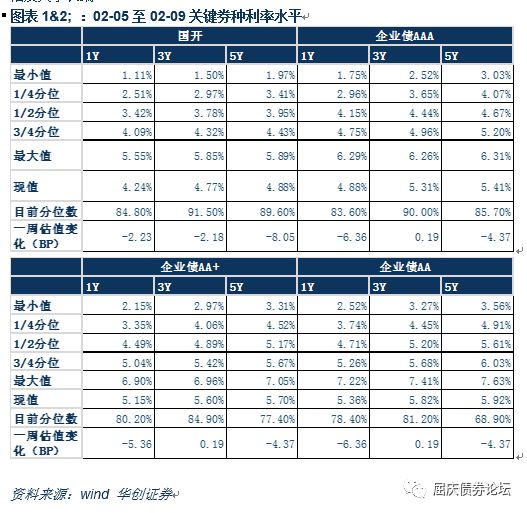 图表 1&2; ：02-05 至 02-09 关键券种利率水平
国开 企业债AAA
1Y 3Y 5Y 1Y 3Y 5Y
最小值 1.11% 1.50% 1.97% 1.75% 2.52% 3.03%
1/4分位 2.51% 2.97% 3.41% 2.96% 3.65% 4.07%
1/2分位 3.42% 3.78% 3.95% 4.15% 4.44% 4.67%
3/4分位 4.09% 4.32% 4.43% 4.75% 4.96% 5.20%
最大值 5.55% 5.85% 5.89% 6.29% 6.26% 6.31%
现值 4.24% 4.77% 4.88% 4.88% 5.31% 5.41%
目前分位数 84.80% 91.50% 89.60% 83.60% 90.00% 85.70%
一周估值变
化（BP） -2.23 -2.18 -8.05 -6.36 0.19 -4.37
企业债AA+ 企业债AA
1Y 3Y 5Y 1Y 3Y 5Y
最小值 2.15% 2.97% 3.31% 2.52% 3.27% 3.56%
1/4分位 3.35% 4.06% 4.52% 3.74% 4.45% 4.91%
1/2分位 4.49% 4.89% 5.17% 4.71% 5.20% 5.61%
3/4分位 5.04% 5.42% 5.67% 5.26% 5.68% 6.03%
最大值 6.90% 6.96% 7.05% 7.22% 7.41% 7.63%
现值 5.15% 5.60% 5.70% 5.36% 5.82% 5.92%
目前分位数 80.20% 84.90% 77.40% 78.40% 81.20% 68.90%
一周估值变
化（BP） -5.36 0.19 -4.37 -6.36 0.19 -4.37
资料来源：wind 华创证券
屈庆债券论坛